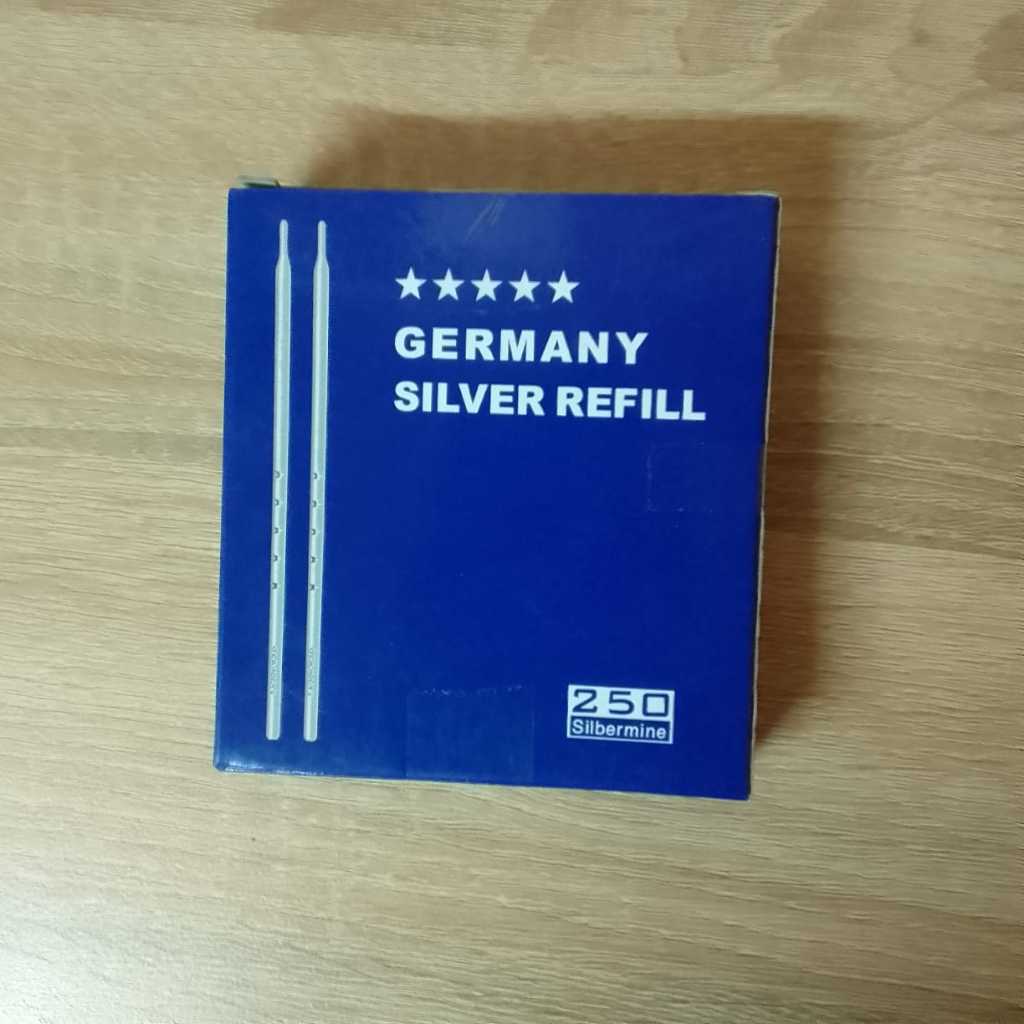 GERMANY
SILVER REFILL
250
Silbermine